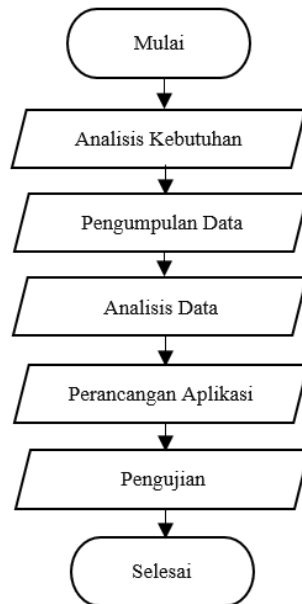 Mulai
Analisis Kebutuhan
Pengumpulan Data
Analisis Data
Perancangan Aplikasi
Pengujian
Selesai